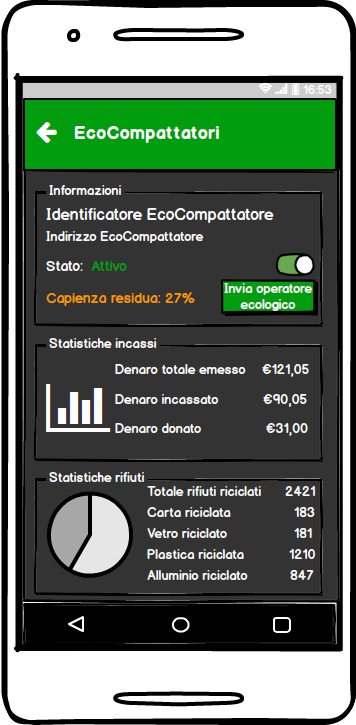 16:53
EcoCompattatori
Informazioni
Identificatore EcoCompattatore
Indirizzo EcoCompattatore
Stato: Attivo
Capienza residua: 27%
Invia operatore
ecologico
Statistiche incassi
Denaro totale emesso €121,05
Denaro incassato €90,05
Denaro donato €31,00
Statistiche rifiuti
Totale rifiuti riciclati 2421
Carta riciclata 183
Vetro riciclato 181
Plastica riciclata 1210
Alluminio riciclato 847